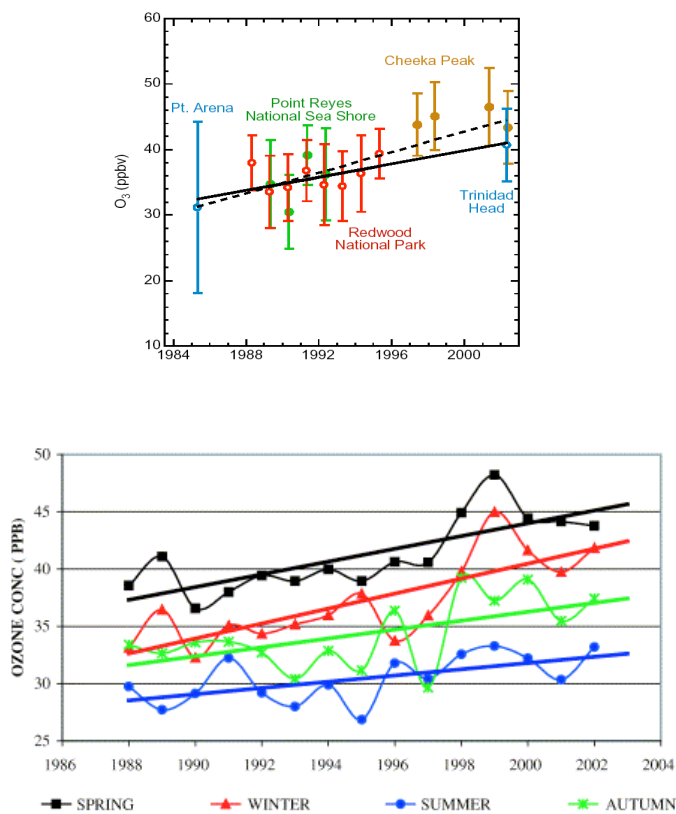 60
50
40
30
20
10
O3 (ppbv)
Cheeka Peak
Pt. Arena
Point Reyes
National Sea Shore
Redwood
National Park
Trinidad
Head
1984 1988 1992 1996 2000
50
45
40
35
30
25
OZONE CONC ( PPB)
1986 1988 1990 1992 1994 1996 1998 2000 2002 2004
SPRING WINTER SUMMER AUTUMN